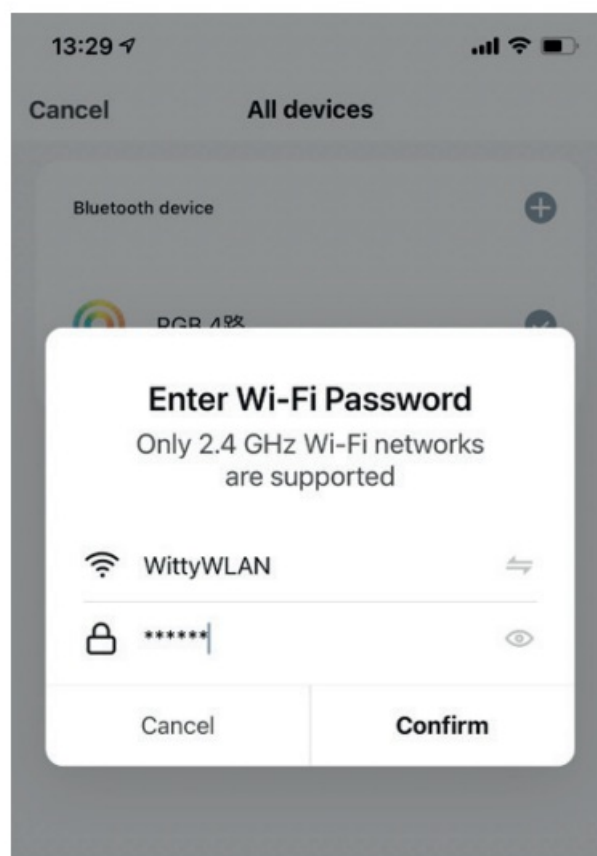 13:29
Cancel
All devices
Bluetooth device
RGB 4路
Enter Wi-Fi Password
Only 2.4 GHz Wi-Fi networks
are supported
WittyWLAN
******
Cancel
Confirm